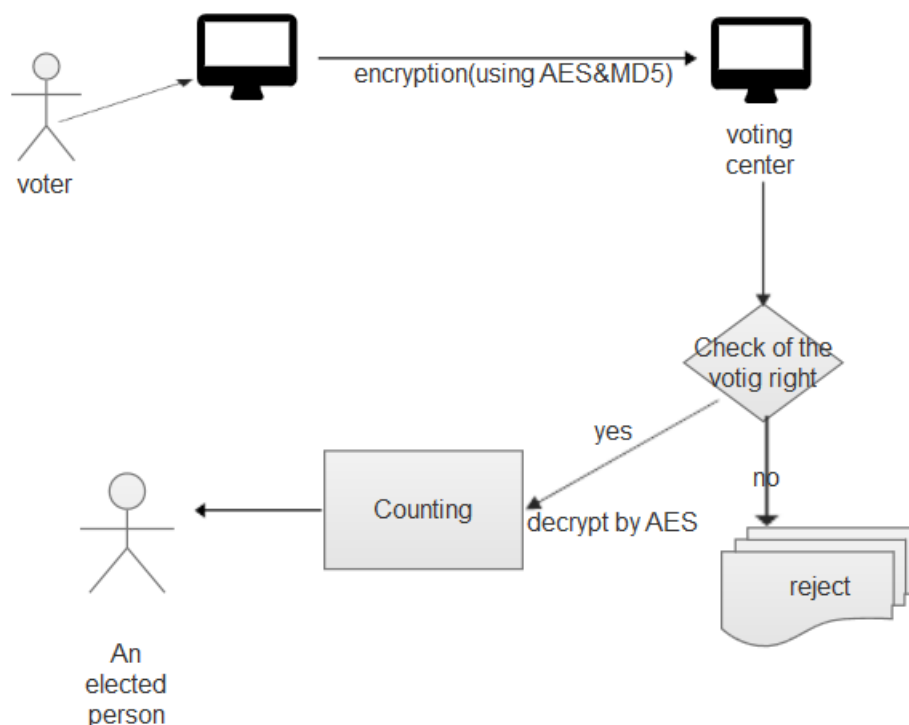 encryption(using AES&MD5)
voting
center
voter
Check of the
votig right
yes
no
Counting
decrypt by AES
reject
An
elected
person